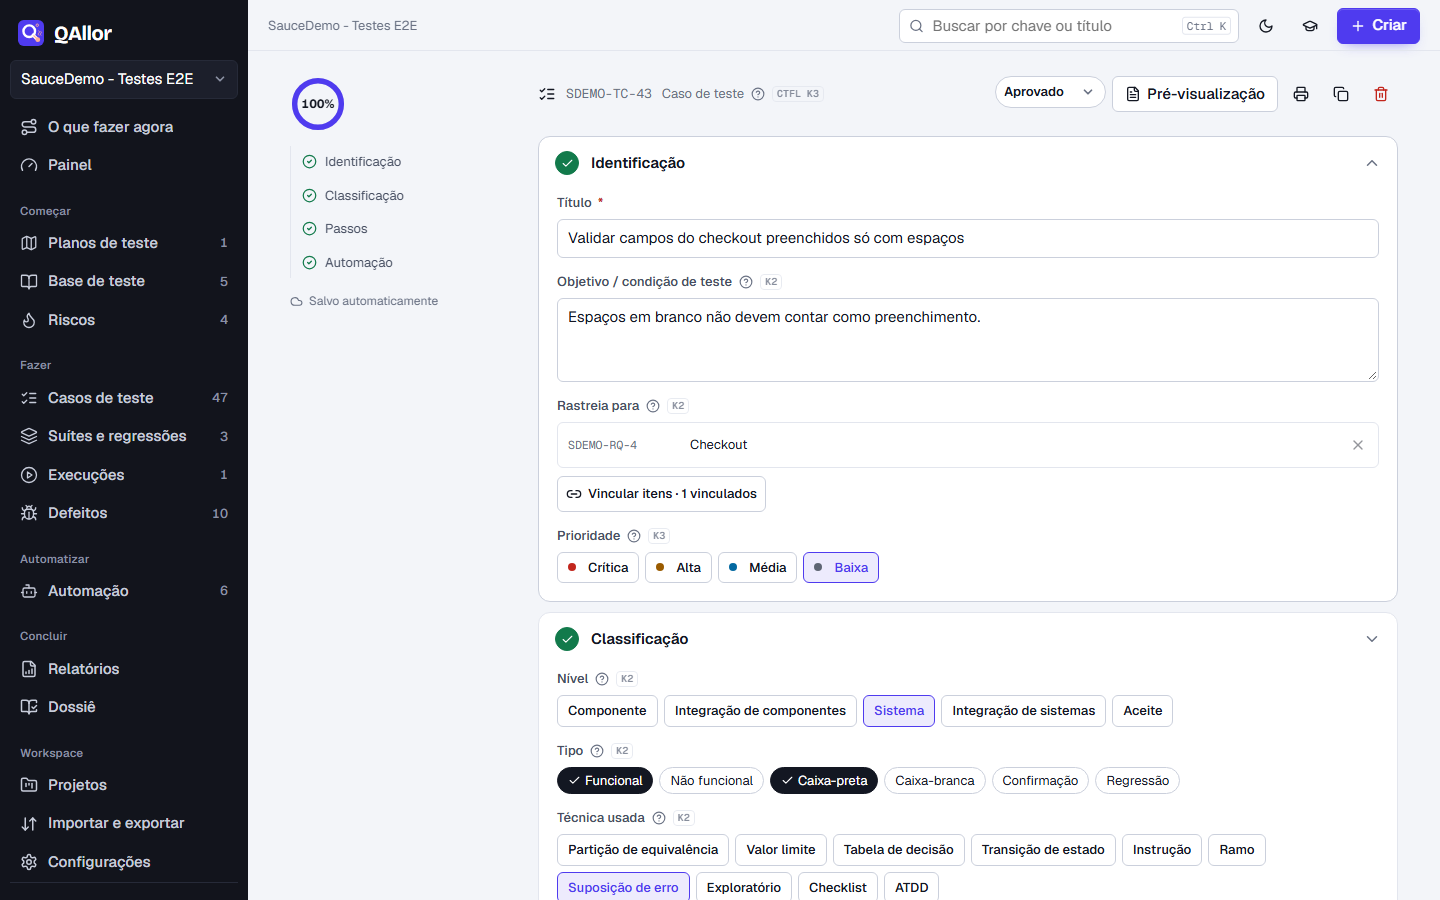 QAllor
SauceDemo - Testes E2E
O que fazer agora
Painel
Começar
Planos de teste 1
Base de teste 5
Riscos 4
Fazer
Casos de teste 47
Suítes e regressões 3
Execuções 1
Defeitos 10
Automatizar
Automação 6
Concluir
Relatórios
Dossiê
Workspace
Projetos
Importar e exportar
Configurações
SauceDemo - Testes E2E
Buscar por chave ou título Ctrl K
Criar
100%
Identificação
Classificação
Passos
Automação
Salvo automaticamente
SDEMO-TC-43 Caso de teste CTFL K3
Aprovado
Pré-visualização
Identificação
Título *
Validar campos do checkout preenchidos só com espaços
Objetivo / condição de teste K2
Espaços em branco não devem contar como preenchimento.
Rastreia para K2
SDEMO-RQ-4 Checkout
Vincular itens · 1 vinculados
Prioridade K3
Crítica Alta Média Baixa
Classificação
Nível K2
Componente Integração de componentes Sistema Integração de sistemas Aceite
Tipo K2
Funcional Não funcional Caixa-preta Caixa-branca Confirmação Regressão
Técnica usada K2
Partição de equivalência Valor limite Tabela de decisão Transição de estado Instrução Ramo
Suposição de erro Exploratório Checklist ATDD